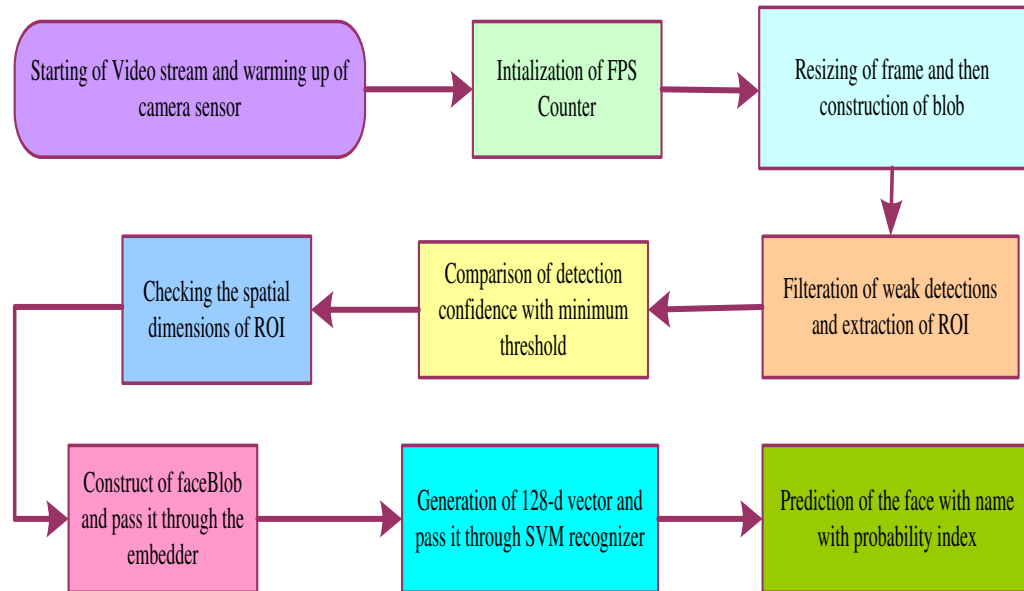 Starting of Video stream and warming up of
camera sensor
Intialization of FPS
Counter
Resizing of frame and then
construction of blob
Filteration of weak detections
and extraction of ROI
Comparison of detection
confidence with minimum
threshold
Checking the spatial
dimensions of ROI
Construct of faceBlob
and pass it through the
embedder
Generation of 128-d vector and
pass it through SVM recognizer
Prediction of the face with name
with probability index